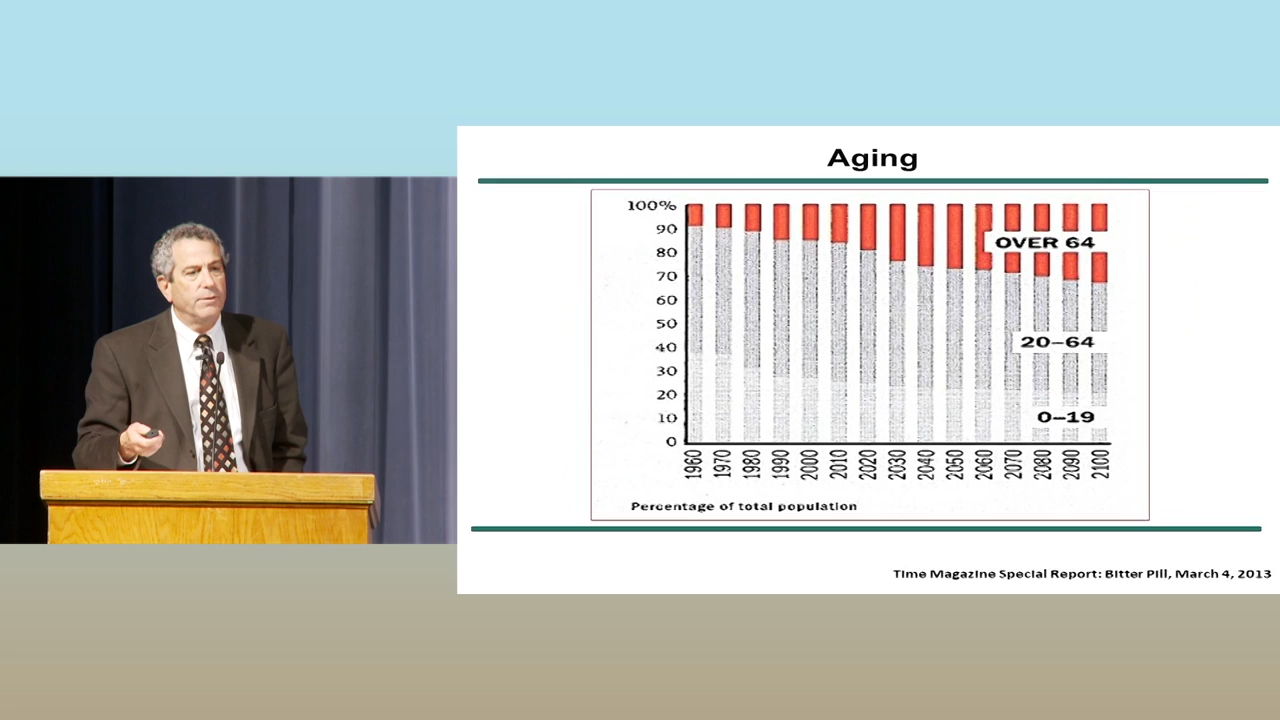 Aging
100%
90
80
70
60
50
40
30
20
10
0
OVER 64
20–64
0–19
1960 1970 1980 1990 2000 2010 2020 2030 2040 2050 2060 2070 2080 2090 2100
Percentage of total population
Time Magazine Special Report: Bitter Pill, March 4, 2013